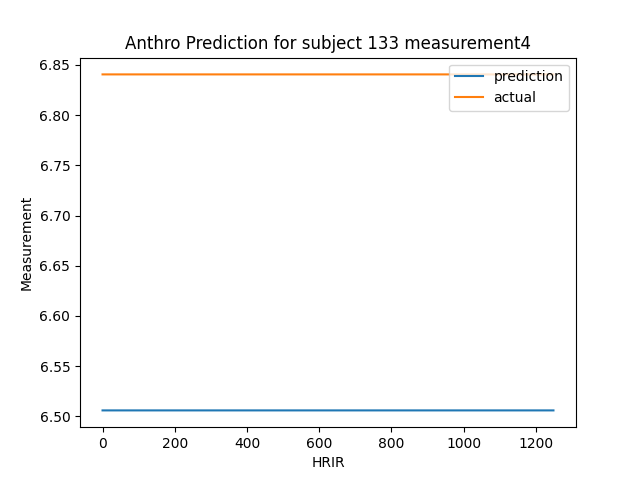 Anthro Prediction for subject 133 measurement4
prediction
actual
6.85
6.80
6.75
6.70
6.65
6.60
6.55
6.50
Measurement
0 200 400 600 800 1000 1200
HRIR